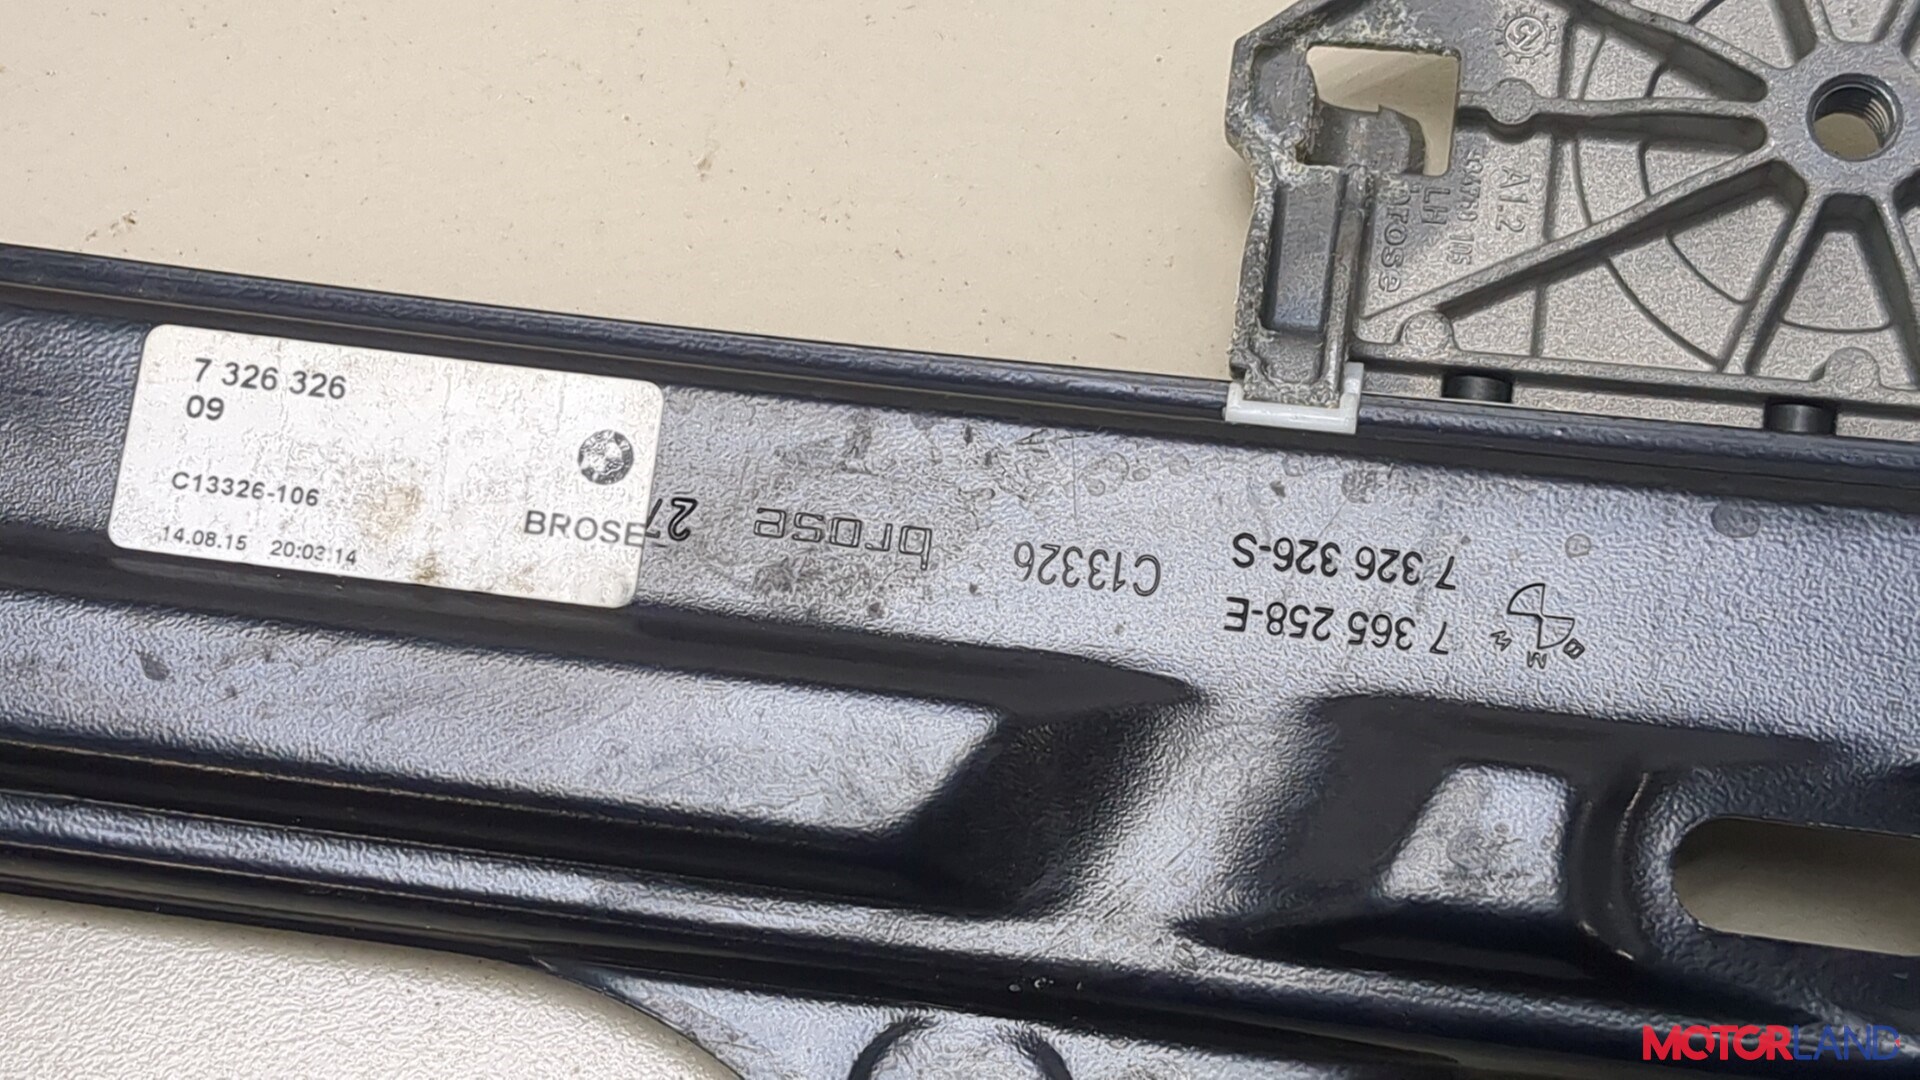 7 326 326
09
C13326-106
14.08.15 20:03:14
BROSE
27
brose
C13326
7 326 326-S
7 365 258-E
BMW
Al:2
LH
brose
MOTORLAND